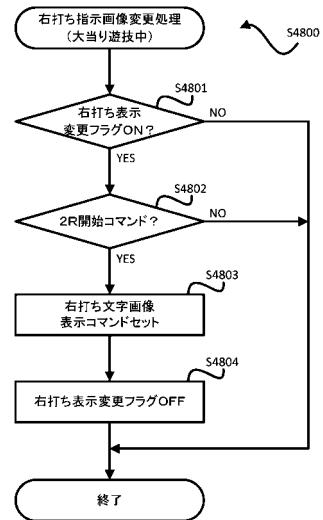 右打ち指示画像変更処理
(大当り遊技中)
S4800
S4801
右打ち表示
変更フラグON?
NO
YES
S4802
2R開始コマンド?
NO
YES
S4803
右打ち文字画像
表示コマンドセット
S4804
右打ち表示変更フラグOFF
終了